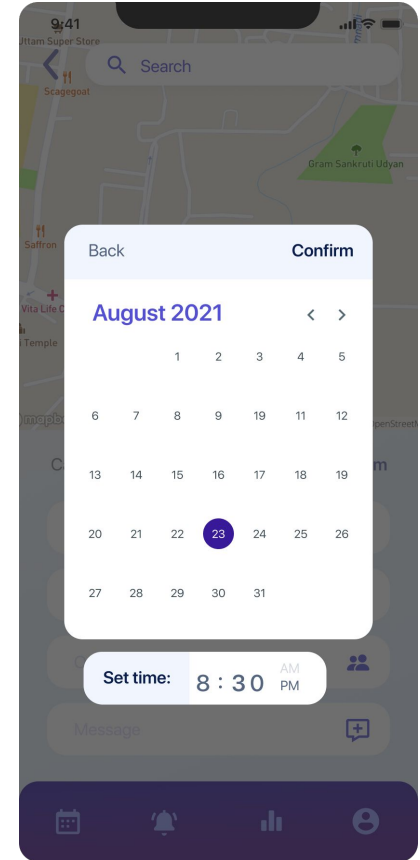 9:41
Uttam Super Store
Search
Scagegoat
Gram Sankruti Udyan
Saffron
Back Confirm
Vita Life
August 2021
Temple
1 2 3 4 5
6 7 8 9 19 11 12
13 14 15 16 17 18 19
20 21 22 23 24 25 26
27 28 29 30 31
AM
Set time: 8 : 30 PM
Message